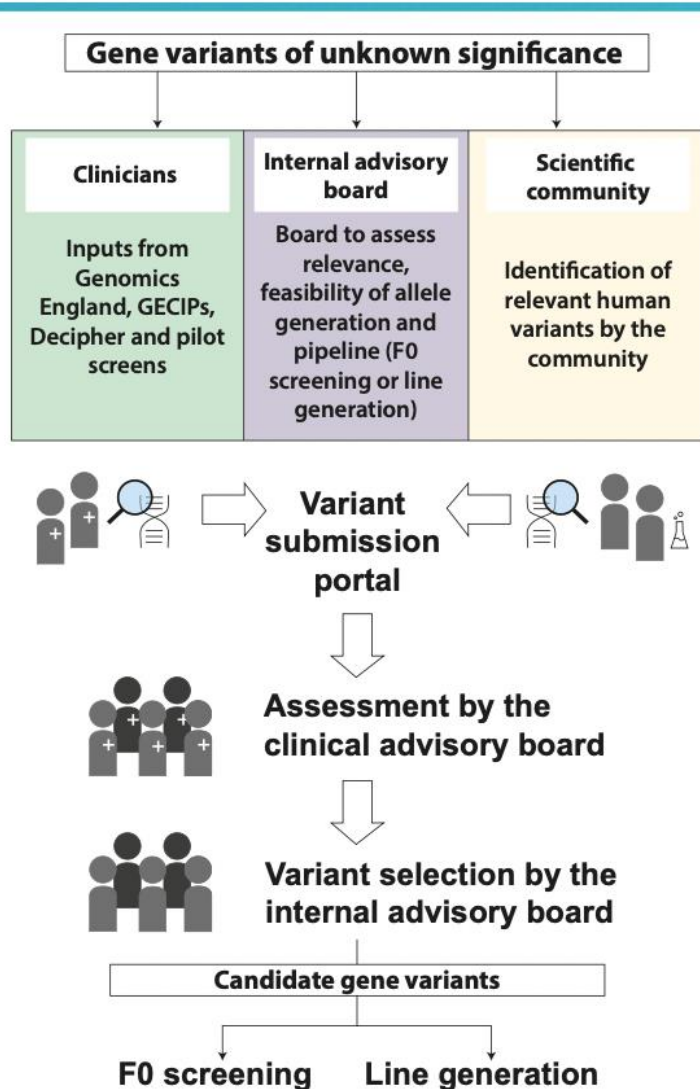 Gene variants of unknown significance
Clinicians
Inputs from
Genomics
England, GECIPs,
Decipher and pilot
screens
Internal advisory
board
Board to assess
relevance,
feasibility of allele
generation and
pipeline (F0
screening or line
generation)
Scientific
community
Identification of
relevant human
variants by the
community
Variant
submission
portal
Assessment by the
clinical advisory board
Variant selection by the
internal advisory board
Candidate gene variants
F0 screening
Line generation